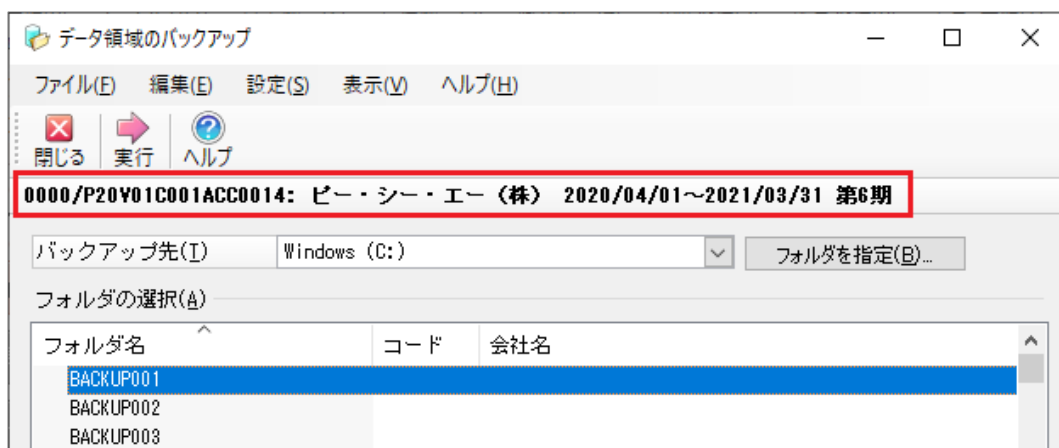 データ領域のバックアップ
ファイル(F) 編集(E) 設定(S) 表示(V) ヘルプ(H)
閉じる 実行 ヘルプ
0000/P20V01C001ACC0014: ピー・シー・エー（株） 2020/04/01～2021/03/31 第6期
バックアップ先(I) Windows (C:) フォルダを指定(B)...
フォルダの選択(A)
フォルダ名 コード 会社名
BACKUP001
BACKUP002
BACKUP003